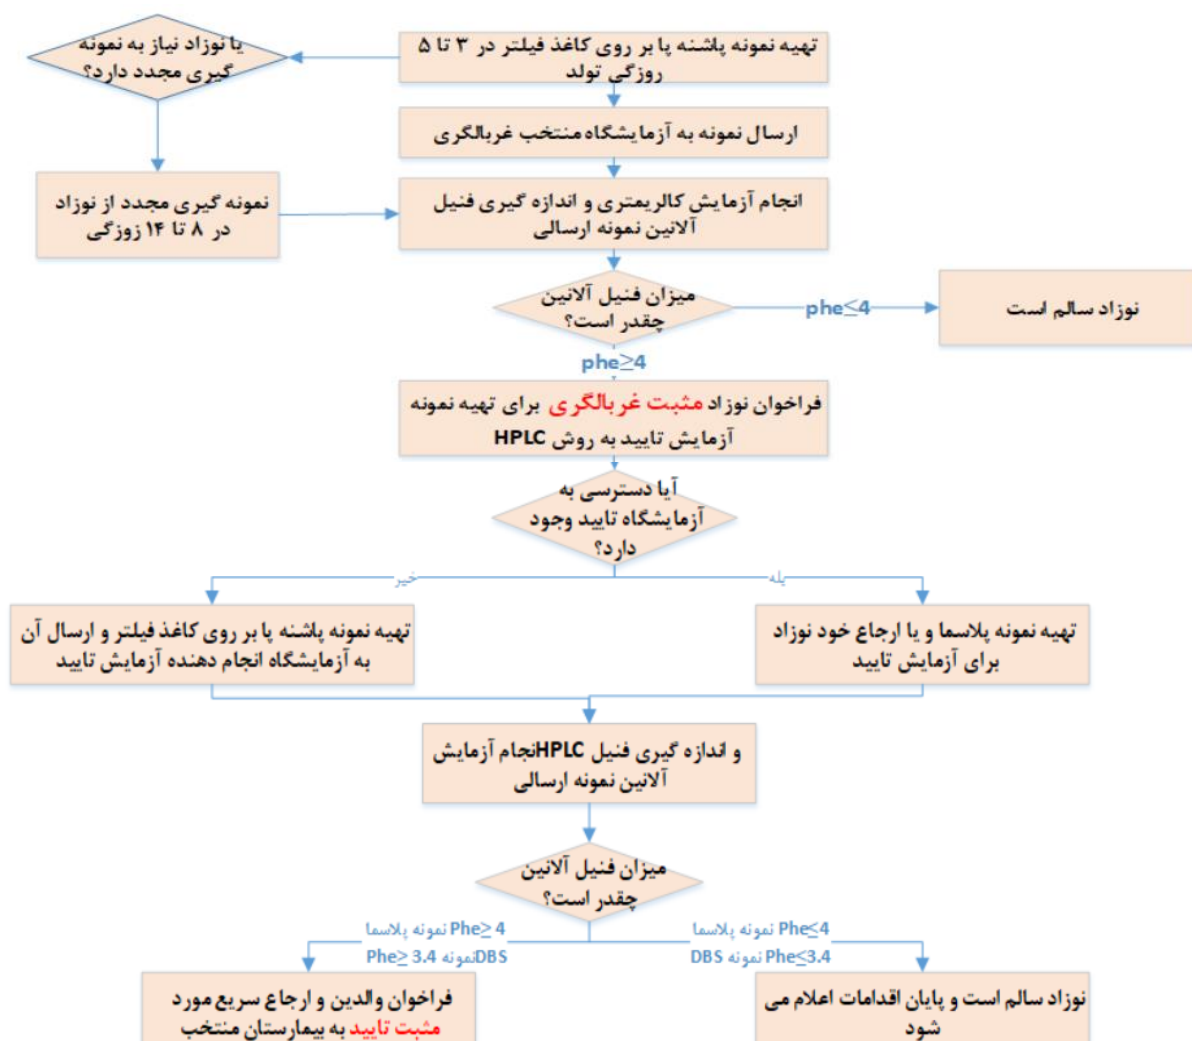 تهیه نمونه پاشنه پا بر روی کاغذ فیلتر در ۳ تا ۵
روزگی تولد
یا نوزاد نیاز به نمونه
گیری مجدد دارد؟
ارسال نمونه به آزمایشگاه منتخب غربالگری
نمونه گیری مجدد از نوزاد
در ۸ تا ۱۴ زوزگی
انجام آزمایش کالریمتری و اندازه گیری فنیل
آلانین نمونه ارسالی
میزان فنیل آلانین
چقدر است؟
phe≤4
نوزاد سالم است
phe≥4
فراخوان نوزاد مثبت غربالگری برای تهیه نمونه
آزمایش تایید به روش HPLC
آیا دسترسی به
آزمایشگاه تایید وجود
دارد؟
بله
خیر
تهیه نمونه پلاسما و یا ارجاع خود نوزاد
برای آزمایش تایید
تهیه نمونه پاشنه پا بر روی کاغذ فیلتر و ارسال آن
به آزمایشگاه انجام دهنده آزمایش تایید
و اندازه گیری فنیل HPLCنجام آزمایش
آلانین نمونه ارسالی
میزان فنیل آلانین
چقدر است؟
Phe≤4 نمونه پلاسما
Phe≤3.4 نمونه DBS
Phe≥ 4 نمونه پلاسما
DBSنمونه Phe≥ 3.4
نوزاد سالم است و پایان اقدامات اعلام می
شود
فراخوان والدین و ارجاع سریع مورد
مثبت تایید به بیمارستان منتخب